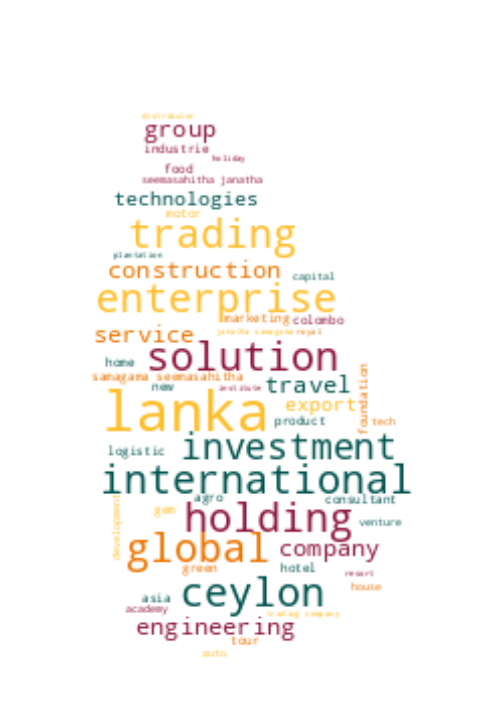 distributor
group
industrie
holiday
food
seemasahitha janatha
technologies
motor
trading
plantation
construction capital
enterprise
marketing colombo
service janatha samagama royal
solution
home
samagama seemasahitha
new institute travel
foundation
lanka export
product tech
logistic investment
international
agro consultant
development gem holding venture
global company
green hotel
resort
ceylon house
asia
academy trading company
engineering
tour
auto